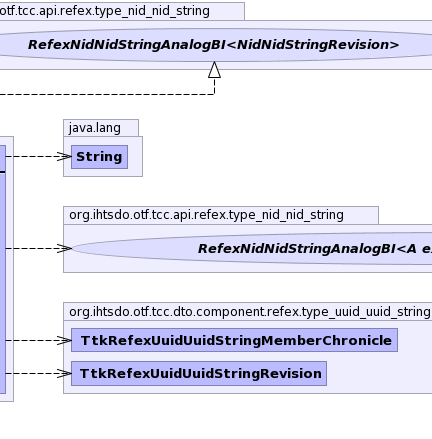 otf.tcc.api.refex.type_nid_nid_string
RefexNidNidStringAnalogBI<NidNidStringRevision>
java.lang
String
org.ihtsdo.otf.tcc.api.refex.type_nid_nid_string
RefexNidNidStringAnalogBI<A e
org.ihtsdo.otf.tcc.dto.component.refex.type_uuid_uuid_string
TtkRefexUuidUuidStringMemberChronicle
TtkRefexUuidUuidStringRevision